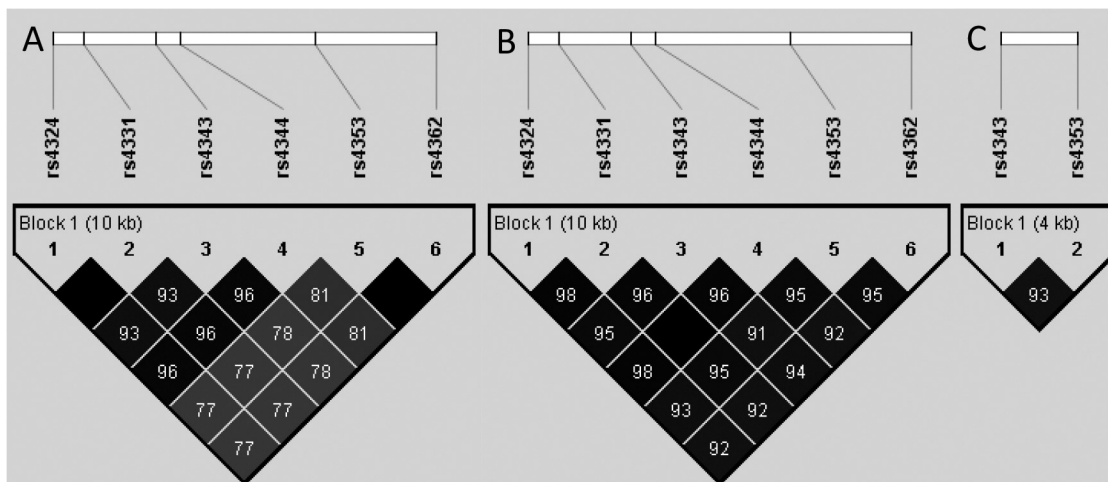 A B C
rs4324 rs4331 rs4343 rs4344 rs4353 rs4362 rs4324 rs4331 rs4343 rs4344 rs4353 rs4362 rs4343 rs4353
Block 1 (10 kb) Block 1 (10 kb) Block 1 (4 kb)
1 2 3 4 5 6 1 2 3 4 5 6 1 2
93 96 81 98 96 96 95 95 93
93 96 78 81 95 91 92
96 77 78 98 95 94
77 77 93 92
77 92